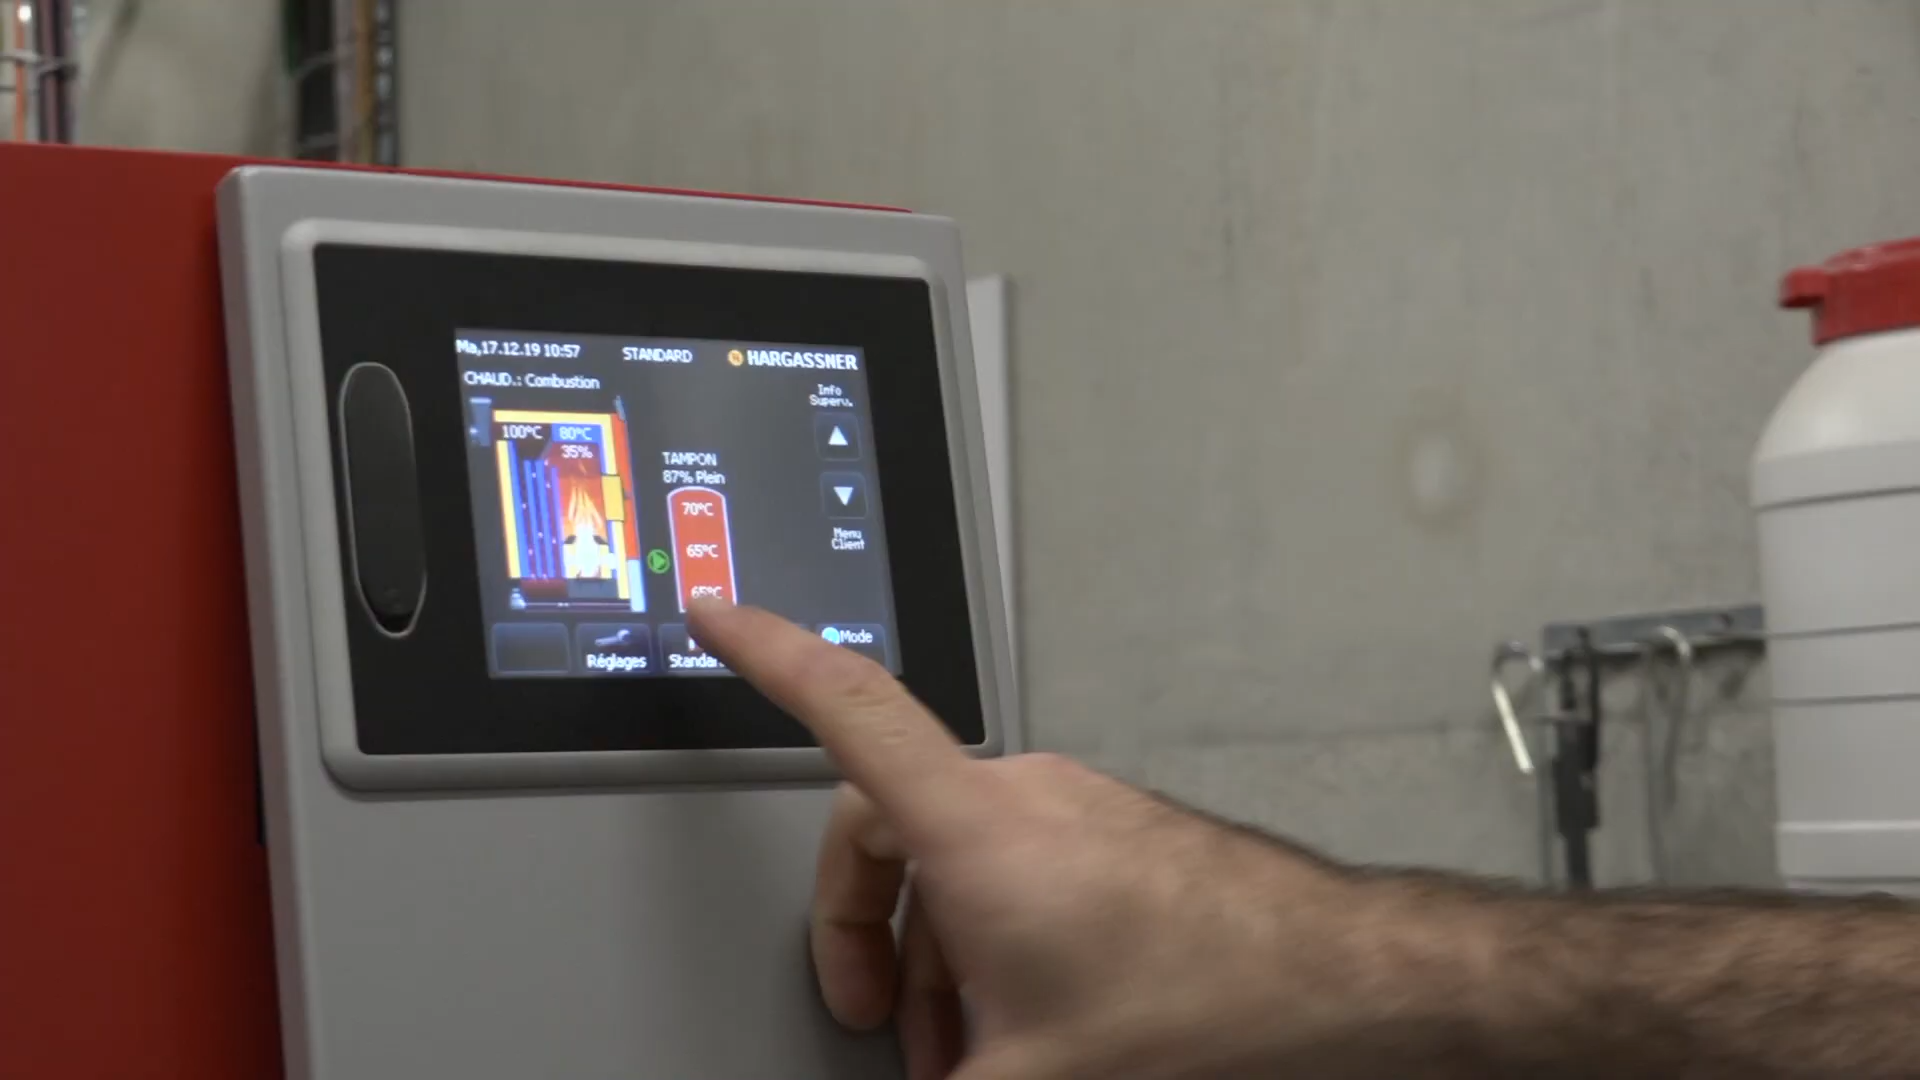 Ma,17.12.19 10:57 STANDARD HARGASSNER
CHAUD.: Combustion
Info
Superv.
100°C 80°C
35%
TAMPON
87% Plein
70°C
65°C
65°C
Menu
Client
Mode
Réglages